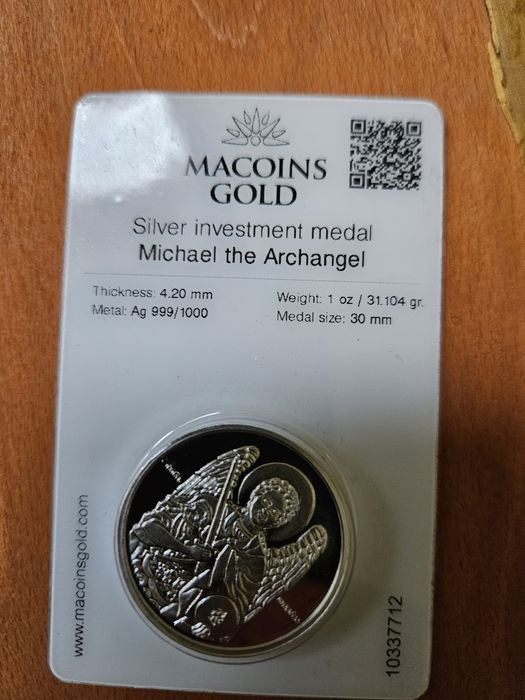 MACOINS
GOLD
Silver investment medal
Michael the Archangel
Thickness: 4.20 mm
Metal: Ag 999/1000
Weight: 1 oz / 31.104 gr.
Medal size: 30 mm
www.macoinsgold.com
10337712